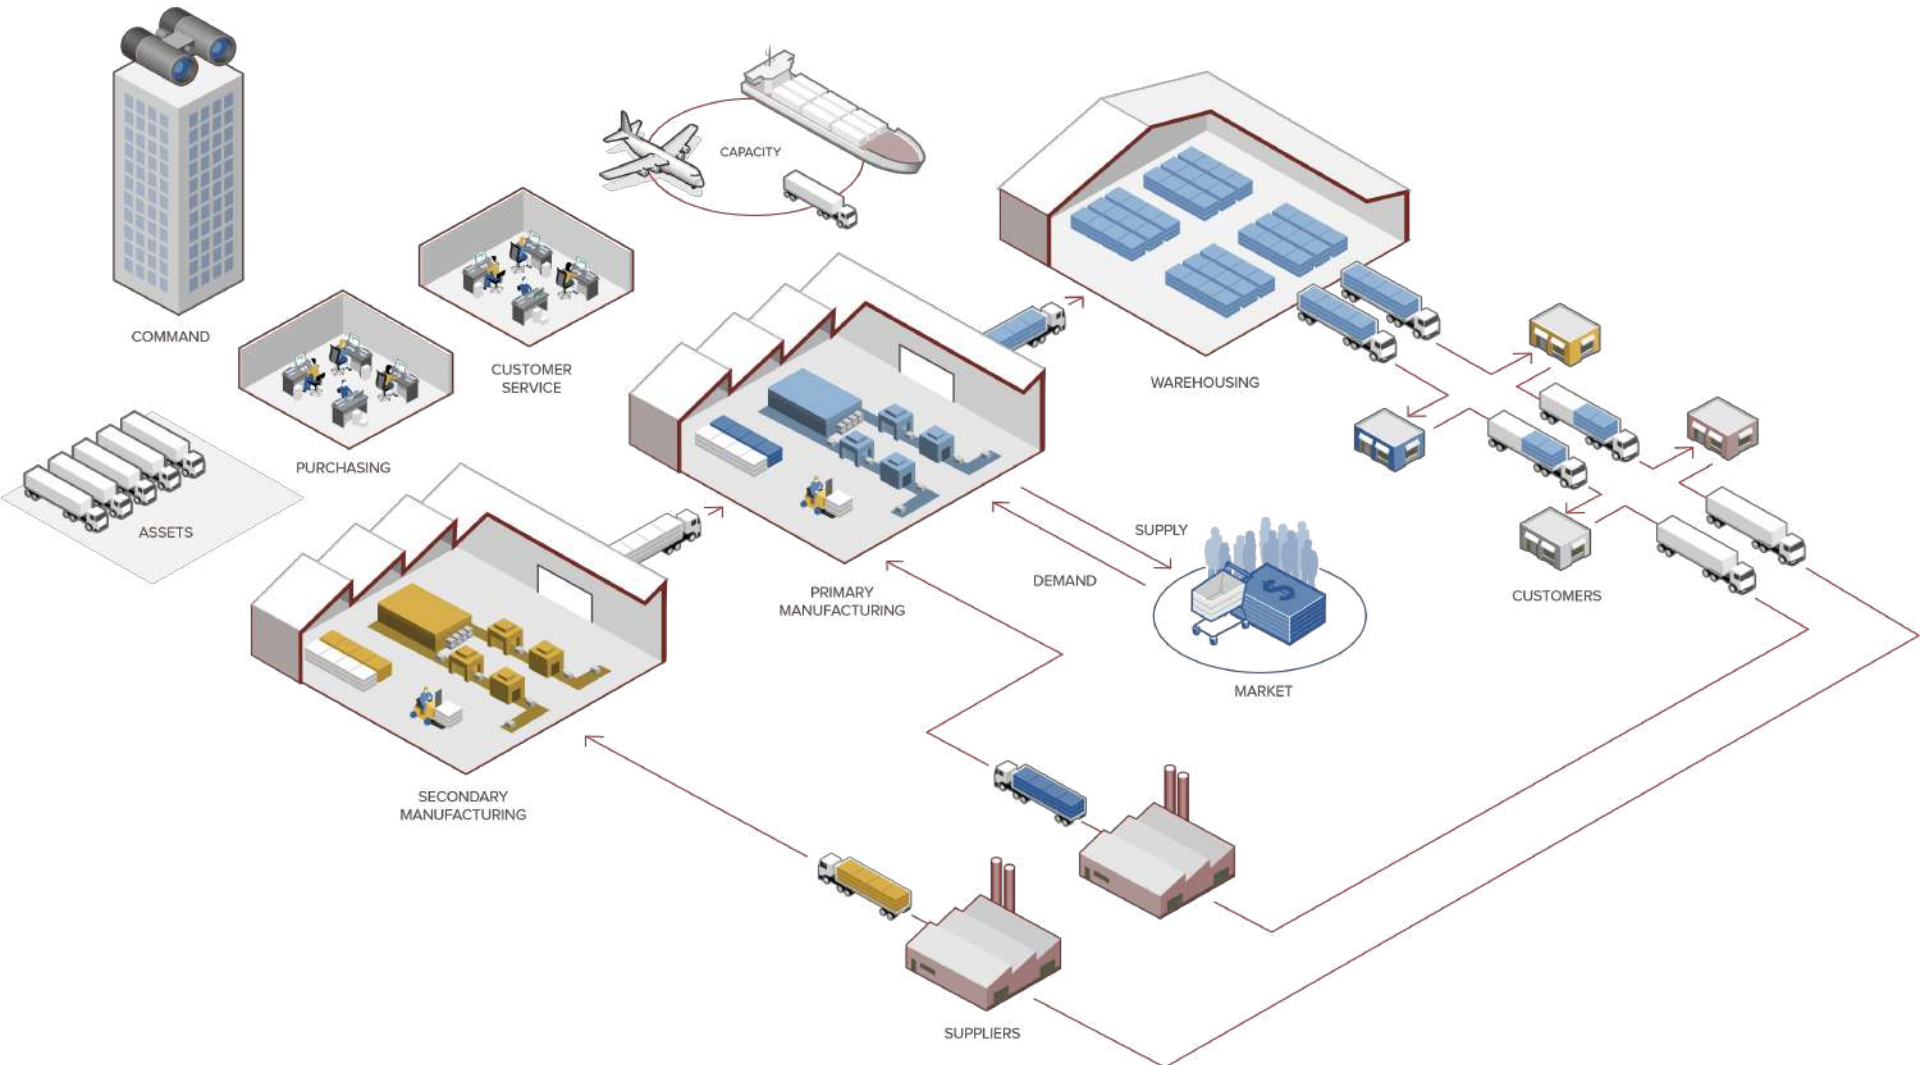 CAPACITY
COMMAND
CUSTOMER
SERVICE
WAREHOUSING
PURCHASING
ASSETS
SUPPLY
DEMAND
PRIMARY
MANUFACTURING
CUSTOMERS
$
MARKET
SECONDARY
MANUFACTURING
SUPPLIERS